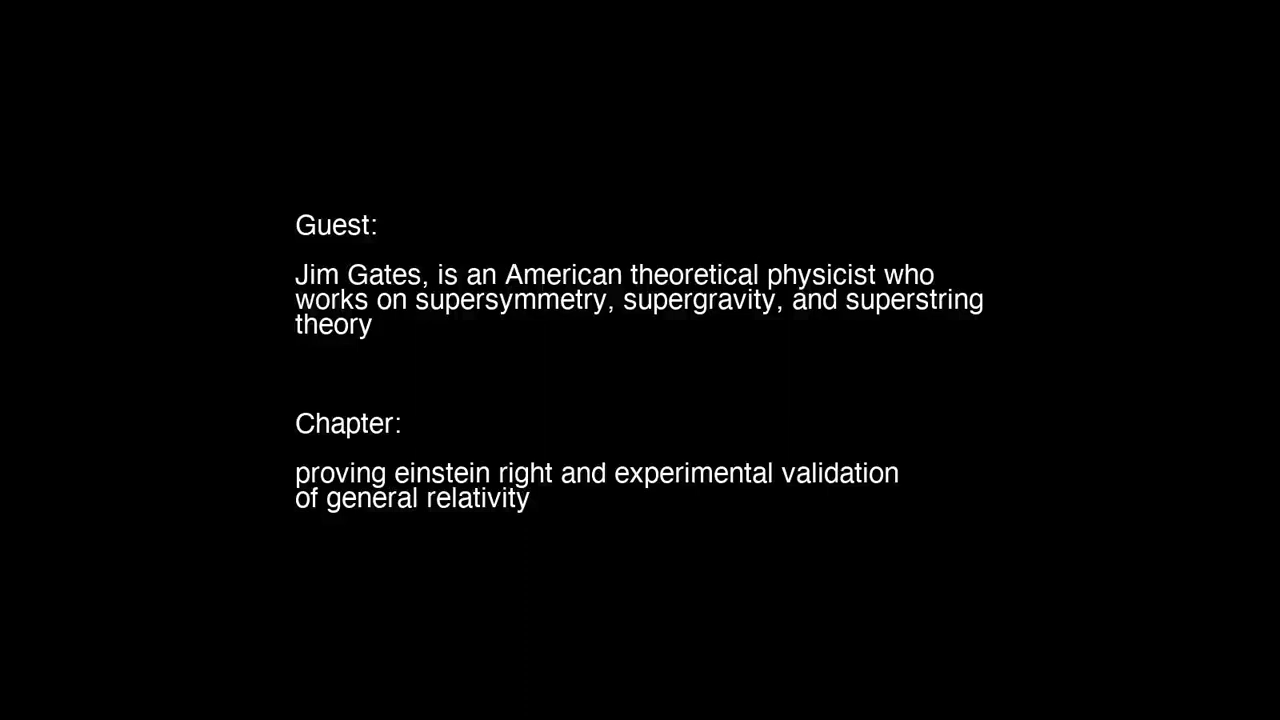 Guest:
Jim Gates, is an American theoretical physicist who
works on supersymmetry, supergravity, and superstring
theory
Chapter:
proving einstein right and experimental validation
of general relativity